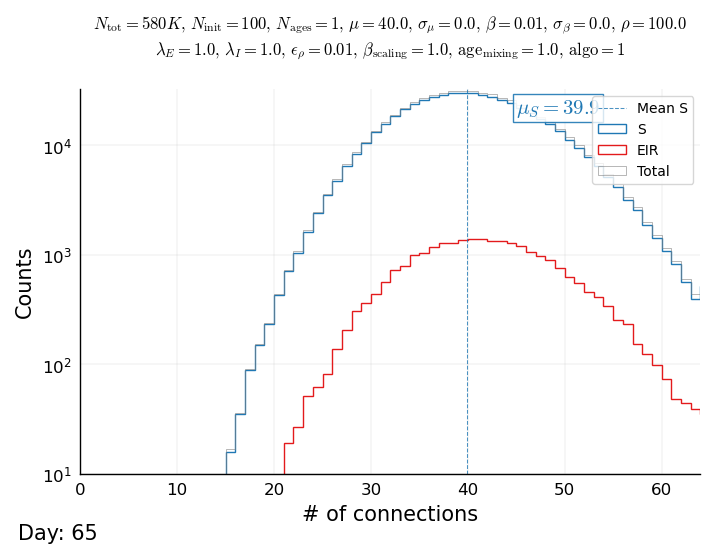 N_tot = 580K, N_init = 100, N_ages = 1, μ = 40.0, σ_μ = 0.0, β = 0.01, σ_β = 0.0, ρ = 100.0
λ_E = 1.0, λ_I = 1.0, ϵ_ρ = 0.01, β_scaling = 1.0, age_mixing = 1.0, algo = 1
μ_S = 39.9
Mean S
S
EIR
Total
10^4
10^3
10^2
10^1
Counts
0 10 20 30 40 50 60
# of connections
Day: 65